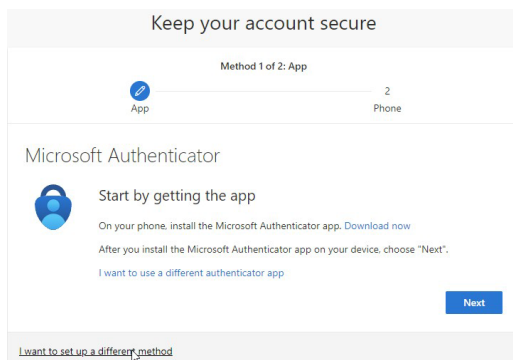 Keep your account secure
Method 1 of 2: App
App
2
Phone
Microsoft Authenticator
Start by getting the app
On your phone, install the Microsoft Authenticator app. Download now
After you install the Microsoft Authenticator app on your device, choose "Next".
I want to use a different authenticator app
Next
I want to set up a different method